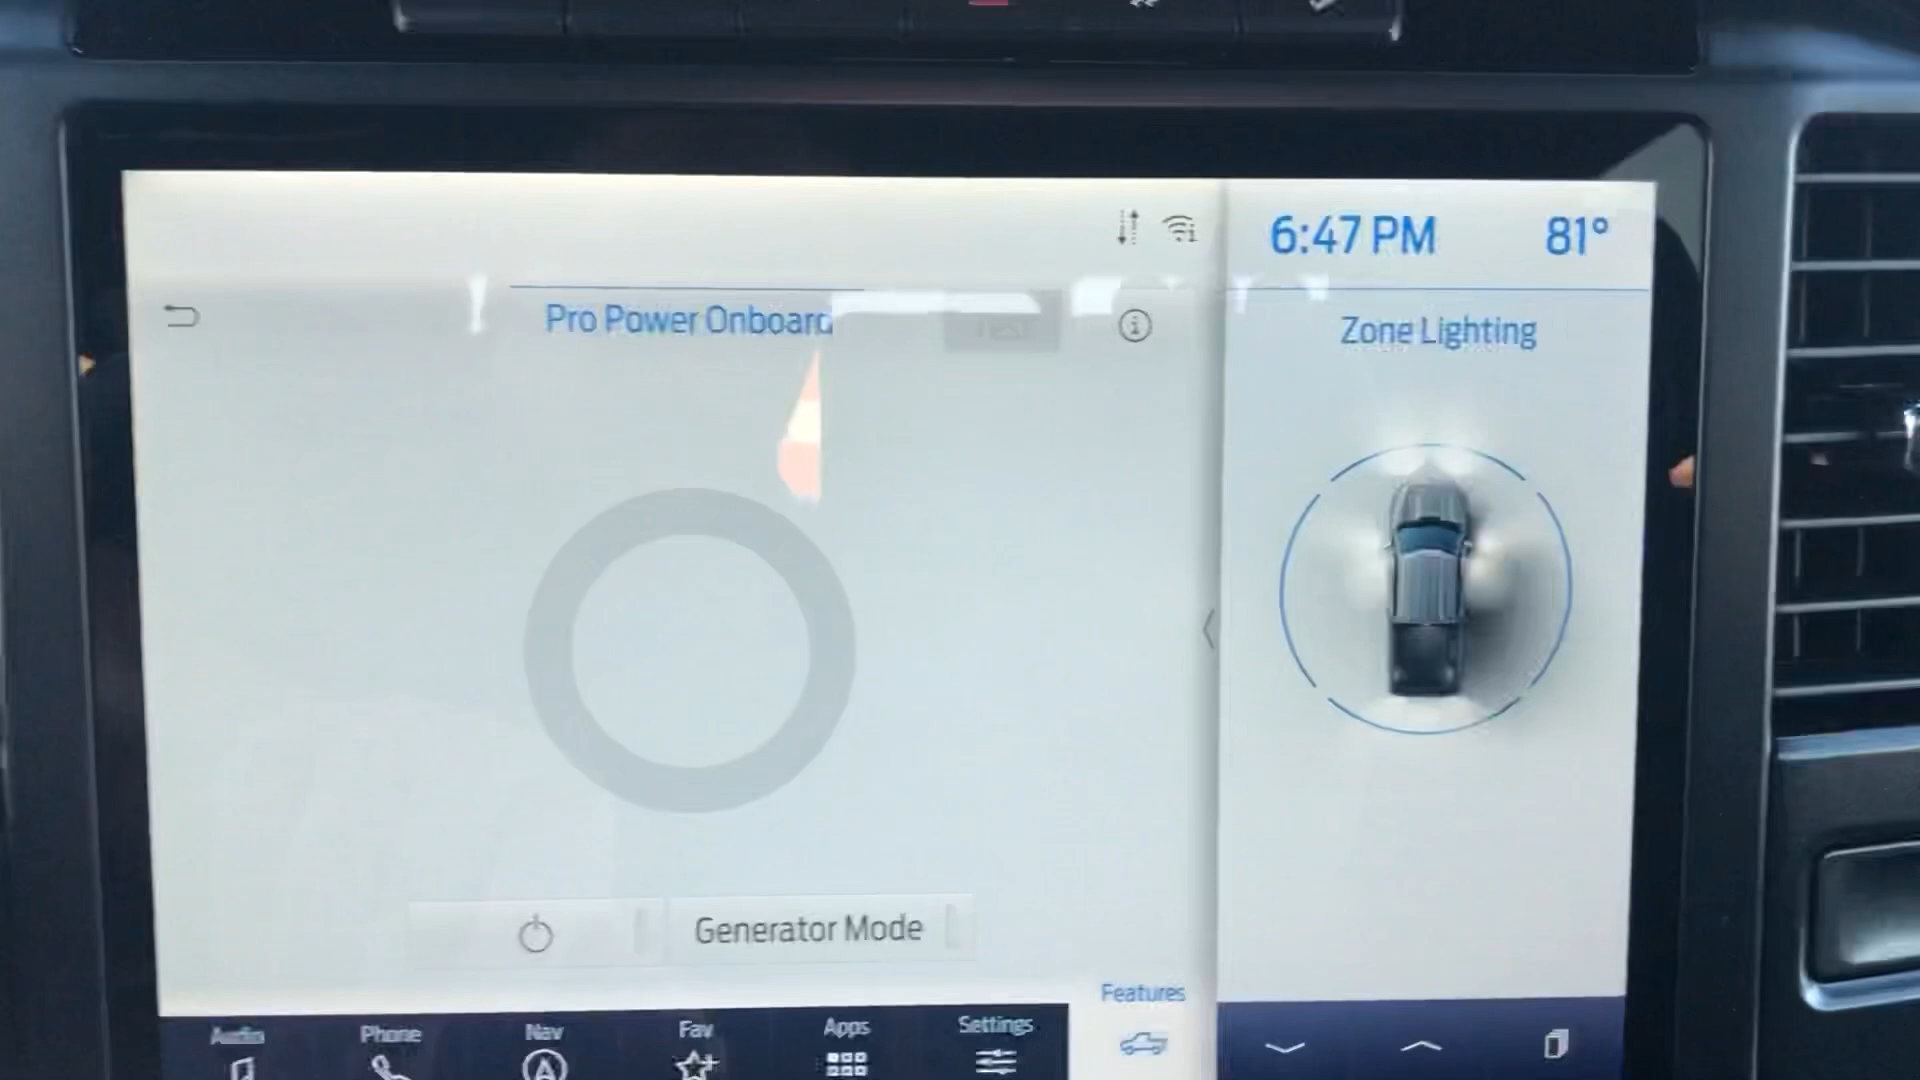 6:47 PM 81°
Pro Power Onboard
Zone Lighting
Generator Mode
Features
Audio Phone Nav Fav Apps Settings